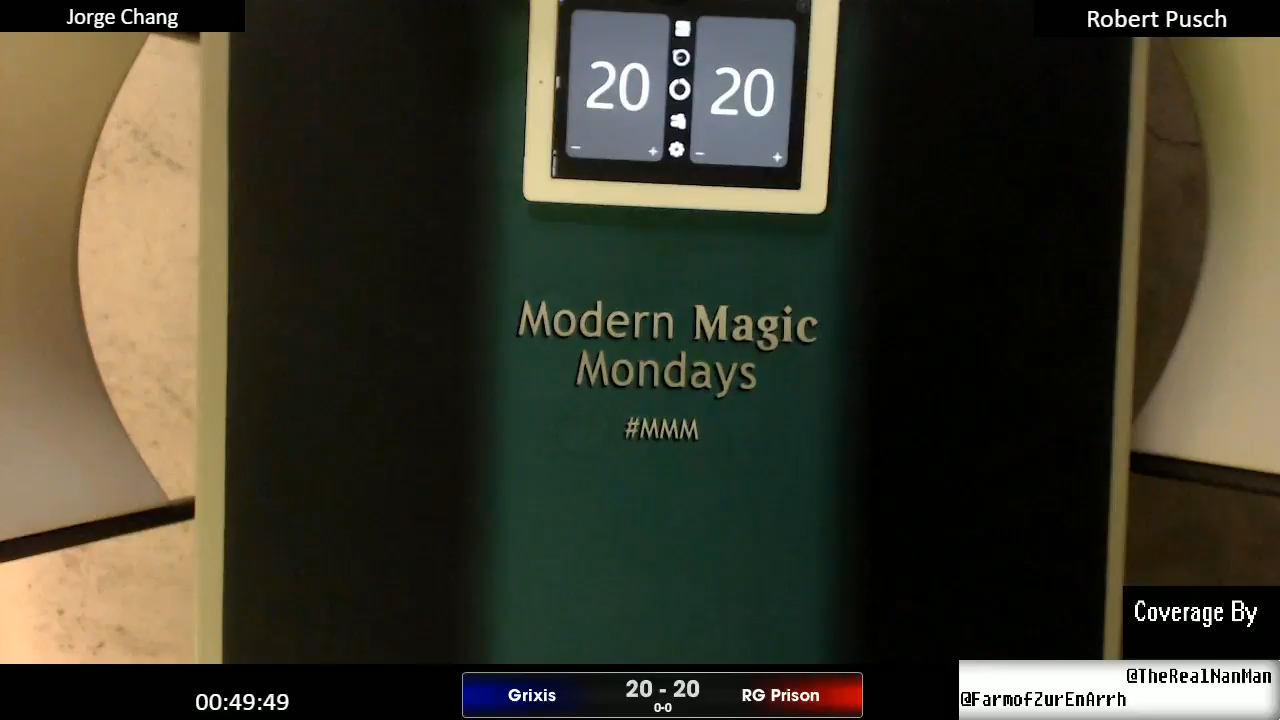 Jorge Chang
Robert Pusch
20
20
- +
- +
Modern Magic
Mondays
#MMM
Coverage By
@TheRealNanMan
@FarmofZurEnArrh
00:49:49
Grixis
20 - 20
0-0
RG Prison